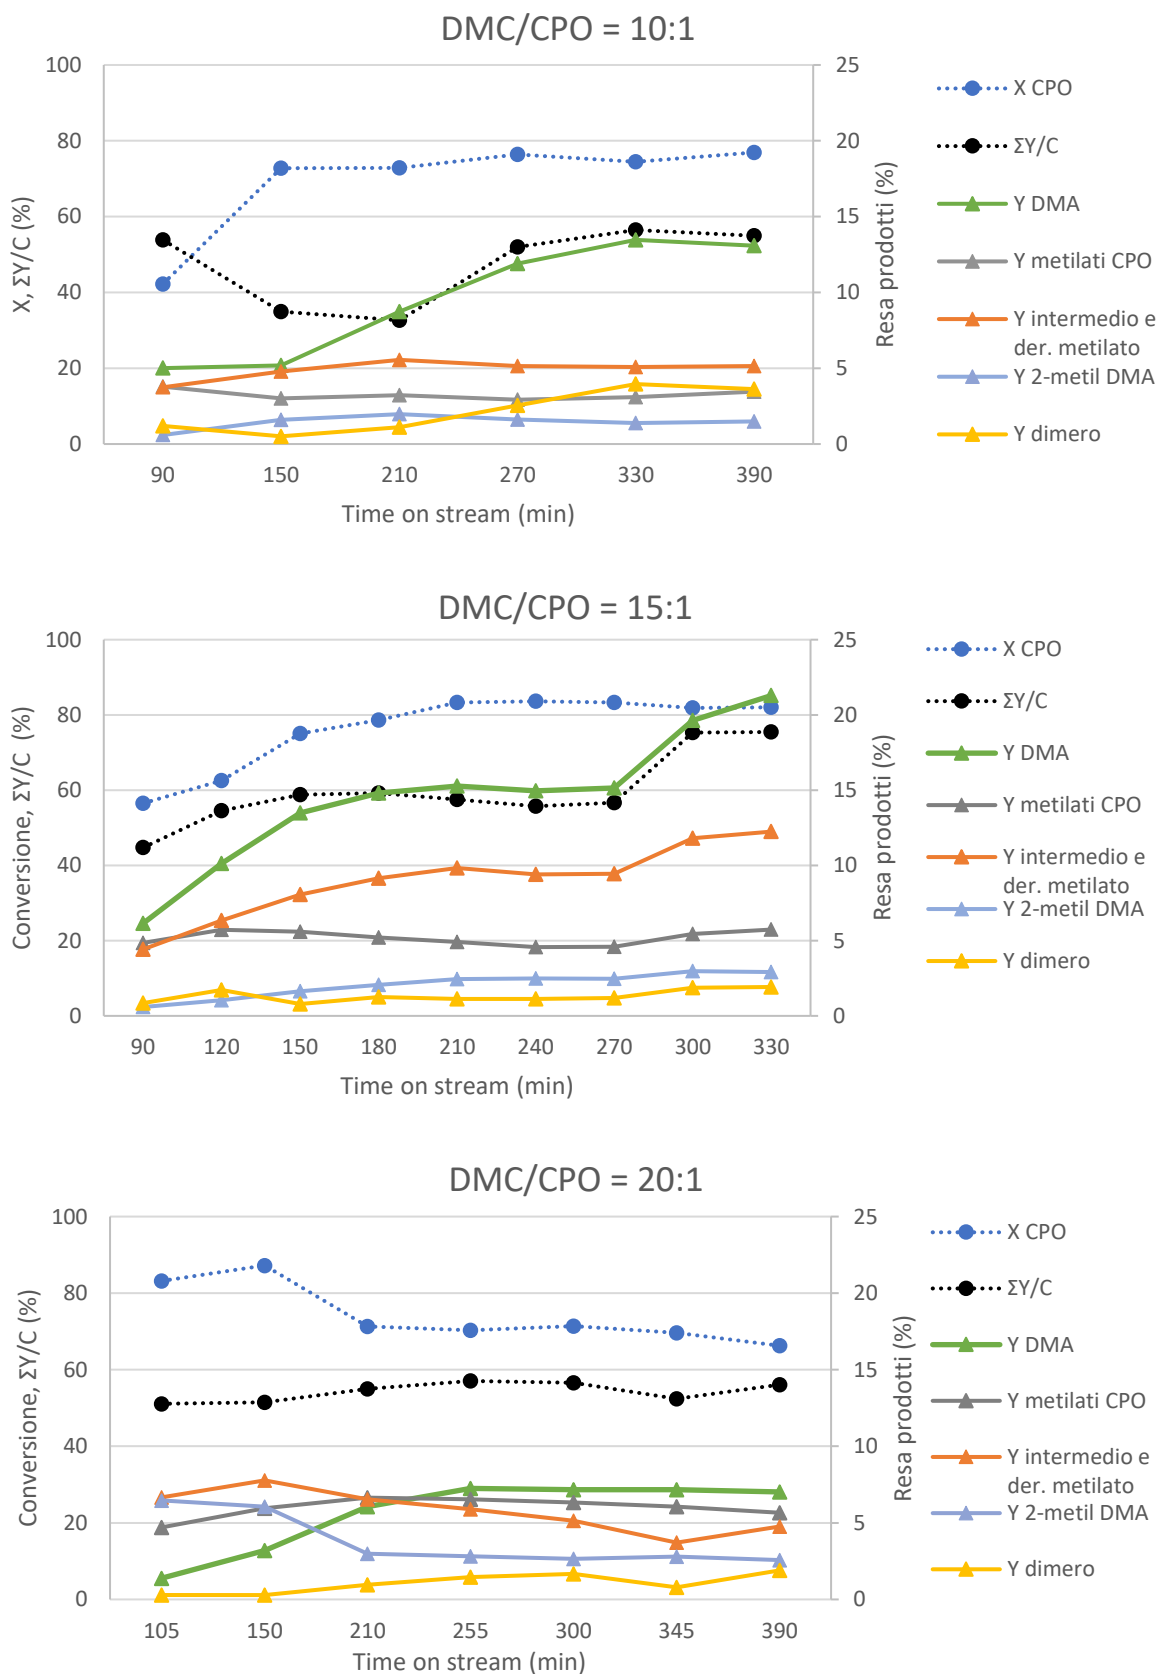 DMC/CPO = 10:1
100
80
60
40
20
0
X, ΣY/C (%)
25
20
15
10
5
0
Resa prodotti (%)
90 150 210 270 330 390
Time on stream (min)
X CPO
ΣY/C
Y DMA
Y metilati CPO
Y intermedio e
der. metilato
Y 2-metil DMA
Y dimero
DMC/CPO = 15:1
100
80
60
40
20
0
Conversione, ΣY/C (%)
25
20
15
10
5
0
Resa prodotti (%)
90 120 150 180 210 240 270 300 330
Time on stream (min)
X CPO
ΣY/C
Y DMA
Y metilati CPO
Y intermedio e
der. metilato
Y 2-metil DMA
Y dimero
DMC/CPO = 20:1
100
80
60
40
20
0
Conversione, ΣY/C (%)
25
20
15
10
5
0
Resa prodotti (%)
105 150 210 255 300 345 390
Time on stream (min)
X CPO
ΣY/C
Y DMA
Y metilati CPO
Y intermedio e
der. metilato
Y 2-metil DMA
Y dimero